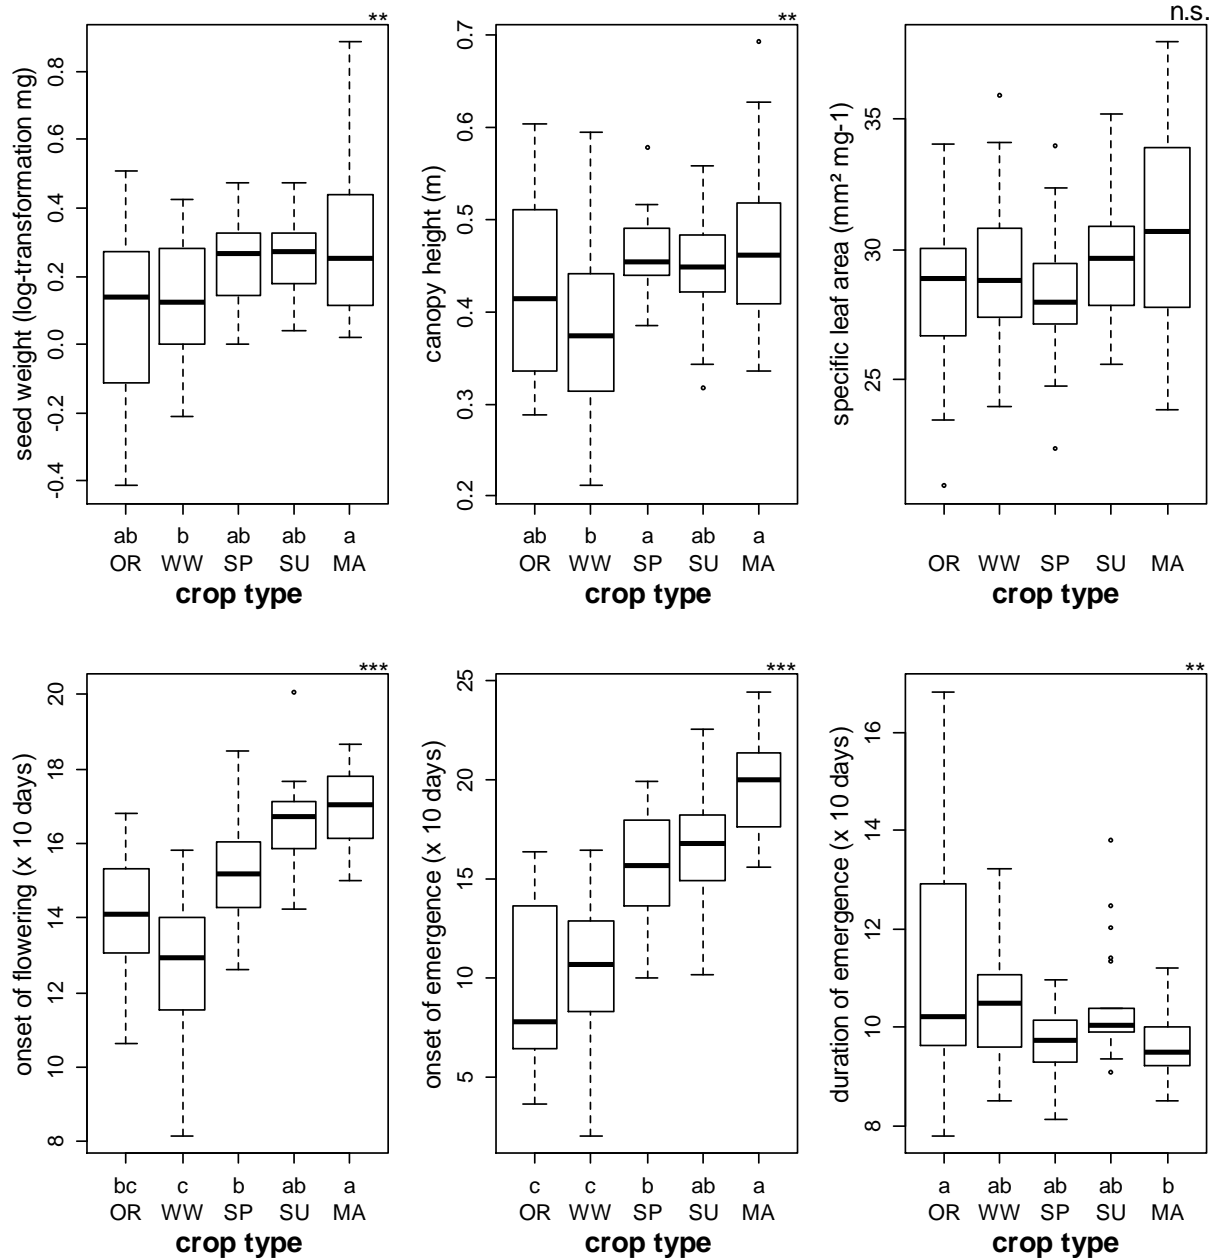 ** ** n.s.
seed weight (log-transformation mg)
-0.4 -0.2 0.0 0.2 0.4 0.6 0.8
ab b ab ab a
OR WW SP SU MA
crop type
canopy height (m)
0.2 0.3 0.4 0.5 0.6 0.7
ab b a ab a
OR WW SP SU MA
crop type
specific leaf area (mm² mg-1)
25 30 35
OR WW SP SU MA
crop type
*** *** **
onset of flowering (x 10 days)
8 10 12 14 16 18 20
bc c b ab a
OR WW SP SU MA
crop type
onset of emergence (x 10 days)
5 10 15 20 25
c c b ab a
OR WW SP SU MA
crop type
duration of emergence (x 10 days)
8 10 12 14 16
a ab ab ab b
OR WW SP SU MA
crop type